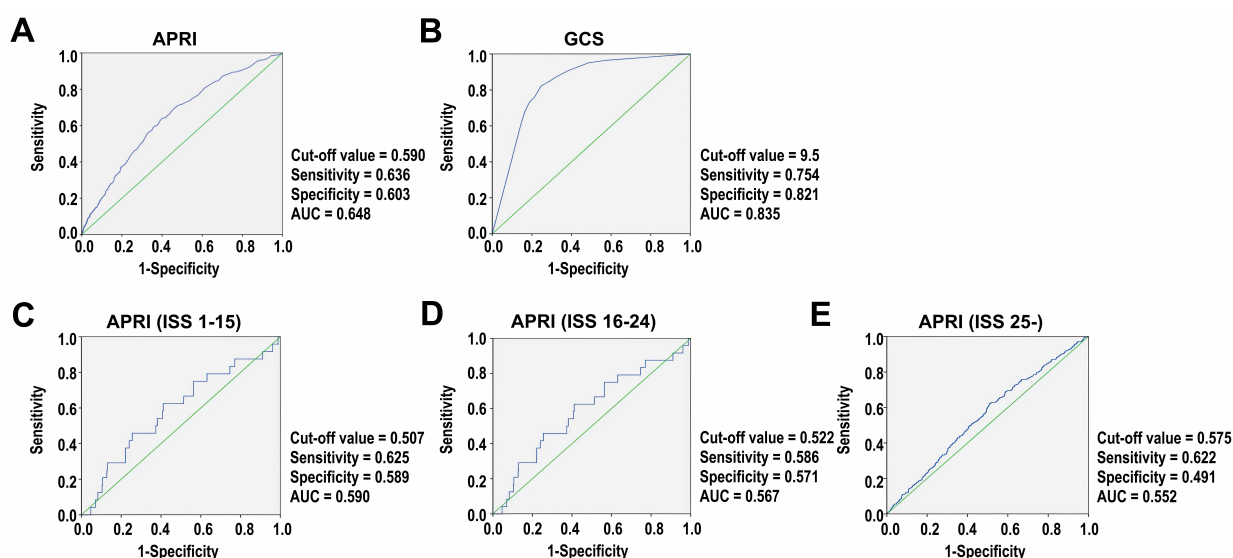 A
APRI
1.0
0.8
0.6
0.4
0.2
0.0
0.0 0.2 0.4 0.6 0.8 1.0
Sensitivity
1-Specificity
Cut-off value = 0.590
Sensitivity = 0.636
Specificity = 0.603
AUC = 0.648
B
GCS
1.0
0.8
0.6
0.4
0.2
0.0
0.0 0.2 0.4 0.6 0.8 1.0
Sensitivity
1-Specificity
Cut-off value = 9.5
Sensitivity = 0.754
Specificity = 0.821
AUC = 0.835
C
APRI (ISS 1-15)
1.0
0.8
0.6
0.4
0.2
0.0
0.0 0.2 0.4 0.6 0.8 1.0
Sensitivity
1-Specificity
Cut-off value = 0.507
Sensitivity = 0.625
Specificity = 0.589
AUC = 0.590
D
APRI (ISS 16-24)
1.0
0.8
0.6
0.4
0.2
0.0
0.0 0.2 0.4 0.6 0.8 1.0
Sensitivity
1-Specificity
Cut-off value = 0.522
Sensitivity = 0.586
Specificity = 0.571
AUC = 0.567
E
APRI (ISS 25-)
1.0
0.8
0.6
0.4
0.2
0.0
0.0 0.2 0.4 0.6 0.8 1.0
Sensitivity
1-Specificity
Cut-off value = 0.575
Sensitivity = 0.622
Specificity = 0.491
AUC = 0.552